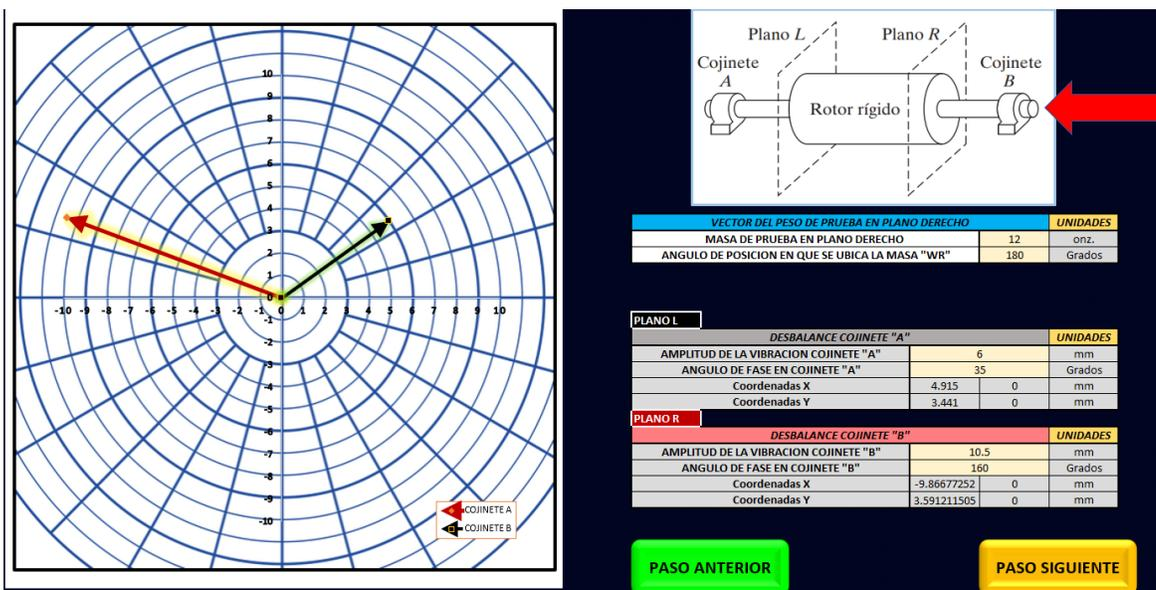 10
9
8
7
6
5
4
3
2
1
0
-10 -9 -8 -7 -6 -5 -4 -3 -2 -1 0 1 2 3 4 5 6 7 8 9 10
-1
-2
-3
-4
-5
-6
-7
-8
-9
-10
COJINETE A
COJINETE B
Plano L
Plano R
Cojinete
A
Cojinete
B
Rotor rígido
VECTOR DEL PESO DE PRUEBA EN PLANO DERECHO UNIDADES
MASA DE PRUEBA EN PLANO DERECHO 12 onz.
ANGULO DE POSICION EN QUE SE UBICA LA MASA "WR" 180 Grados
PLANO L
DESBALANCE COJINETE "A" UNIDADES
AMPLITUD DE LA VIBRACION COJINETE "A" 6 mm
ANGULO DE FASE EN COJINETE "A" 35 Grados
Coordenadas X 4.915 0 mm
Coordenadas Y 3.441 0 mm
PLANO R
DESBALANCE COJINETE "B" UNIDADES
AMPLITUD DE LA VIBRACION COJINETE "B" 10.5 mm
ANGULO DE FASE EN COJINETE "B" 160 Grados
Coordenadas X -9.86677252 0 mm
Coordenadas Y 3.591211505 0 mm
PASO ANTERIOR
PASO SIGUIENTE